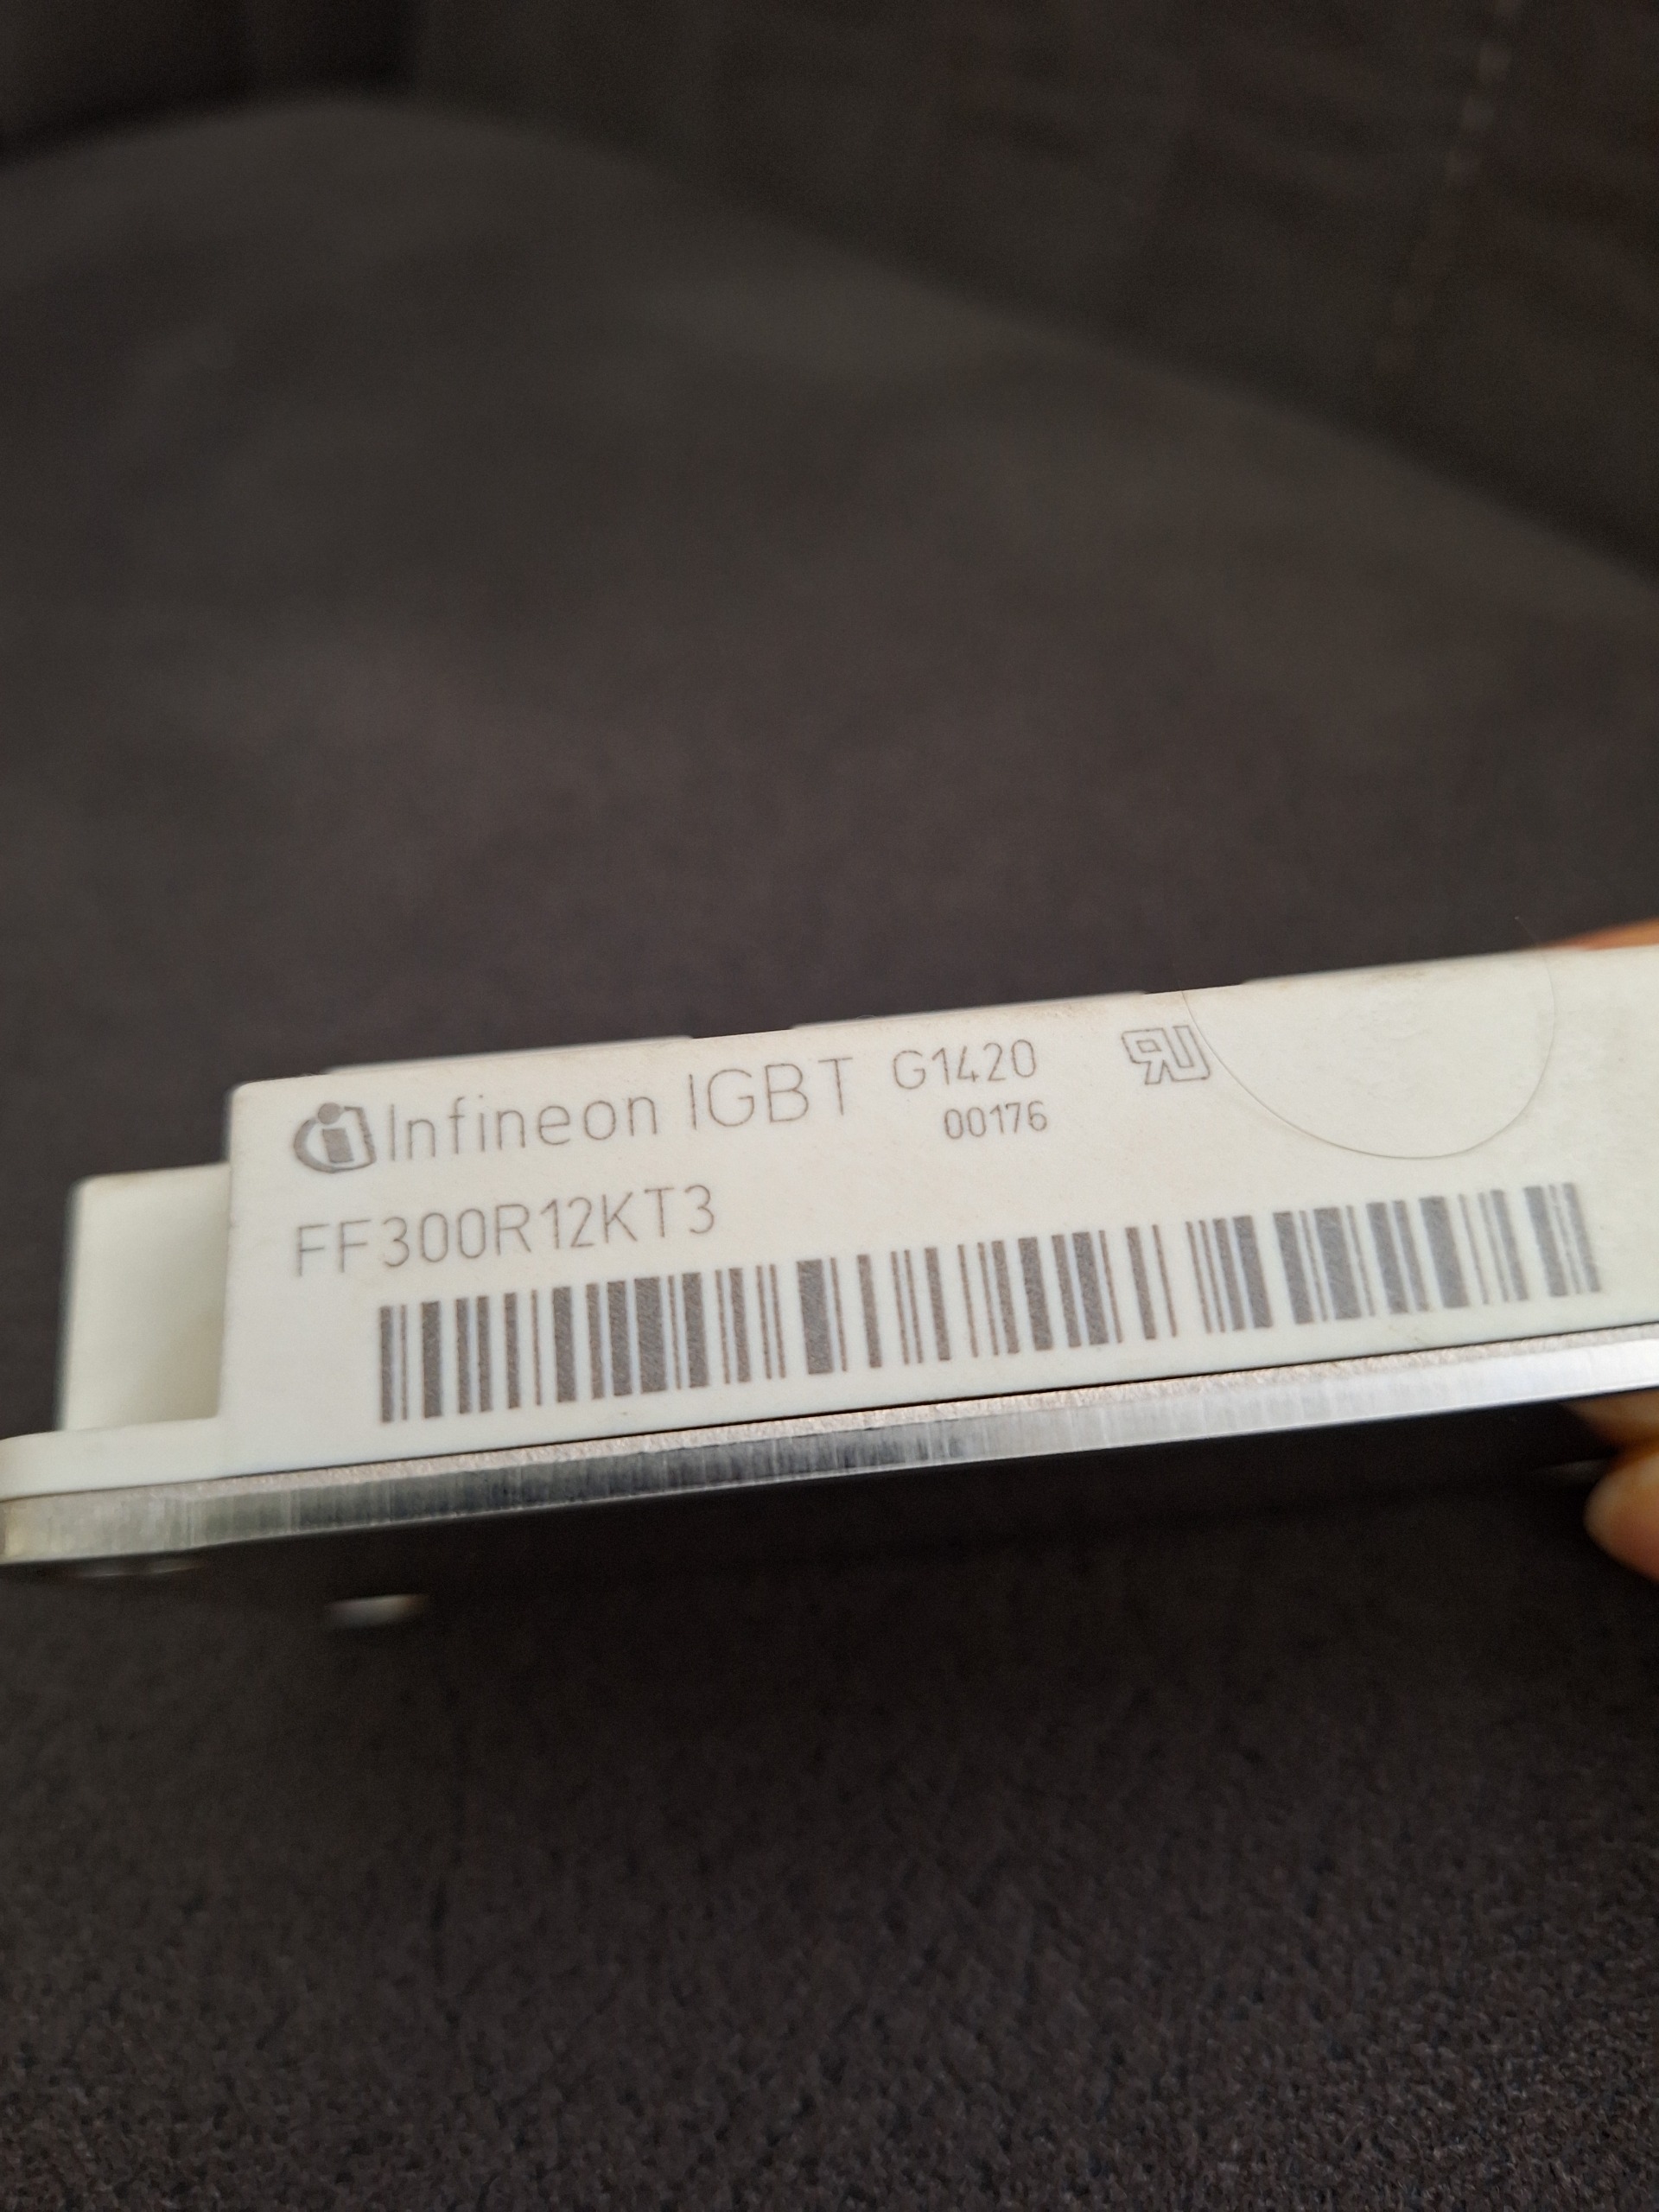 Infineon IGBT G1420
00176
FF300R12KT3